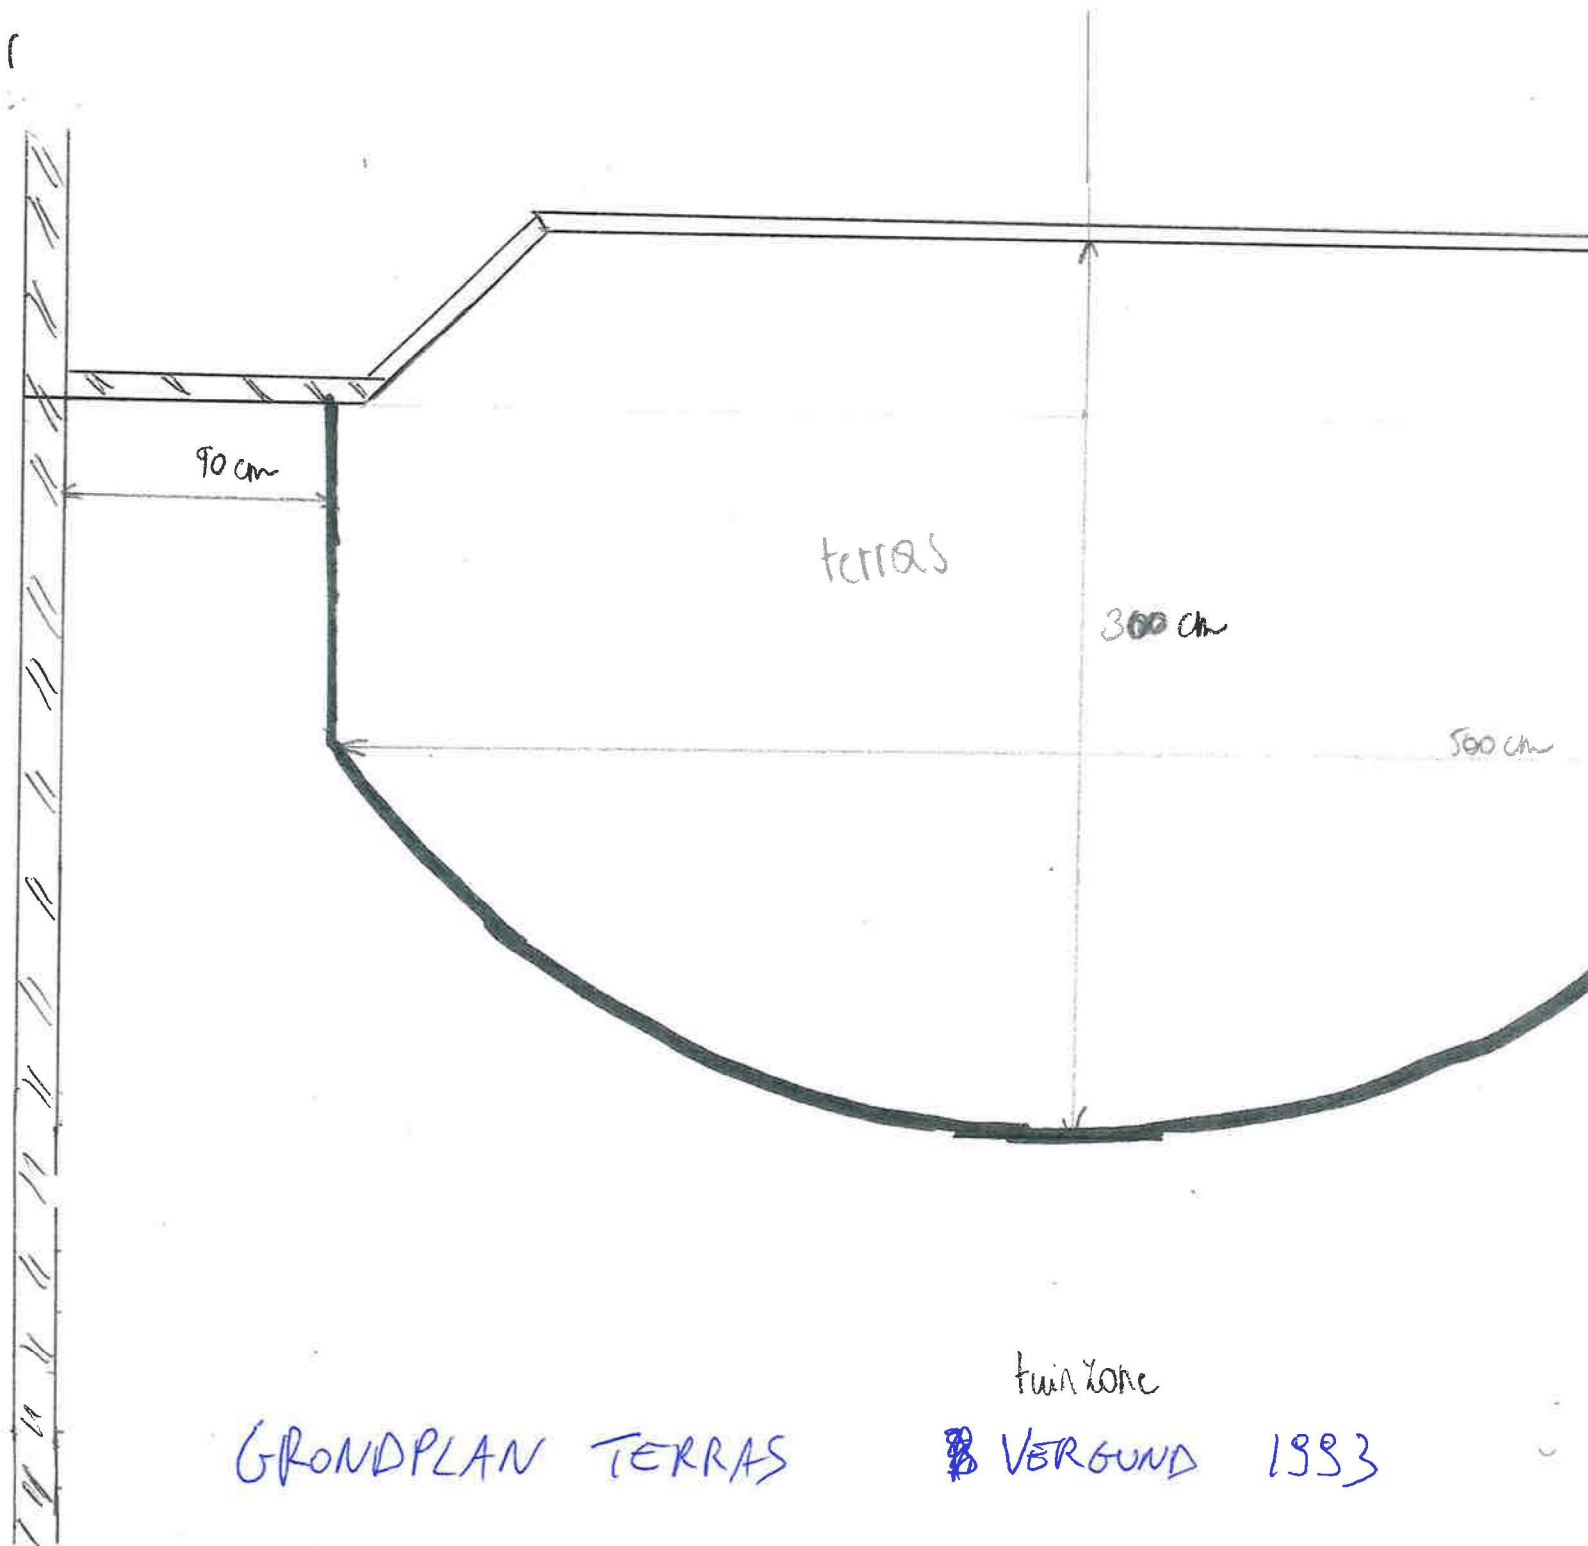 90 cm
terras
300 cm
500 cm
tuinzone
GRONDPLAN TERRAS VERGUND 1993